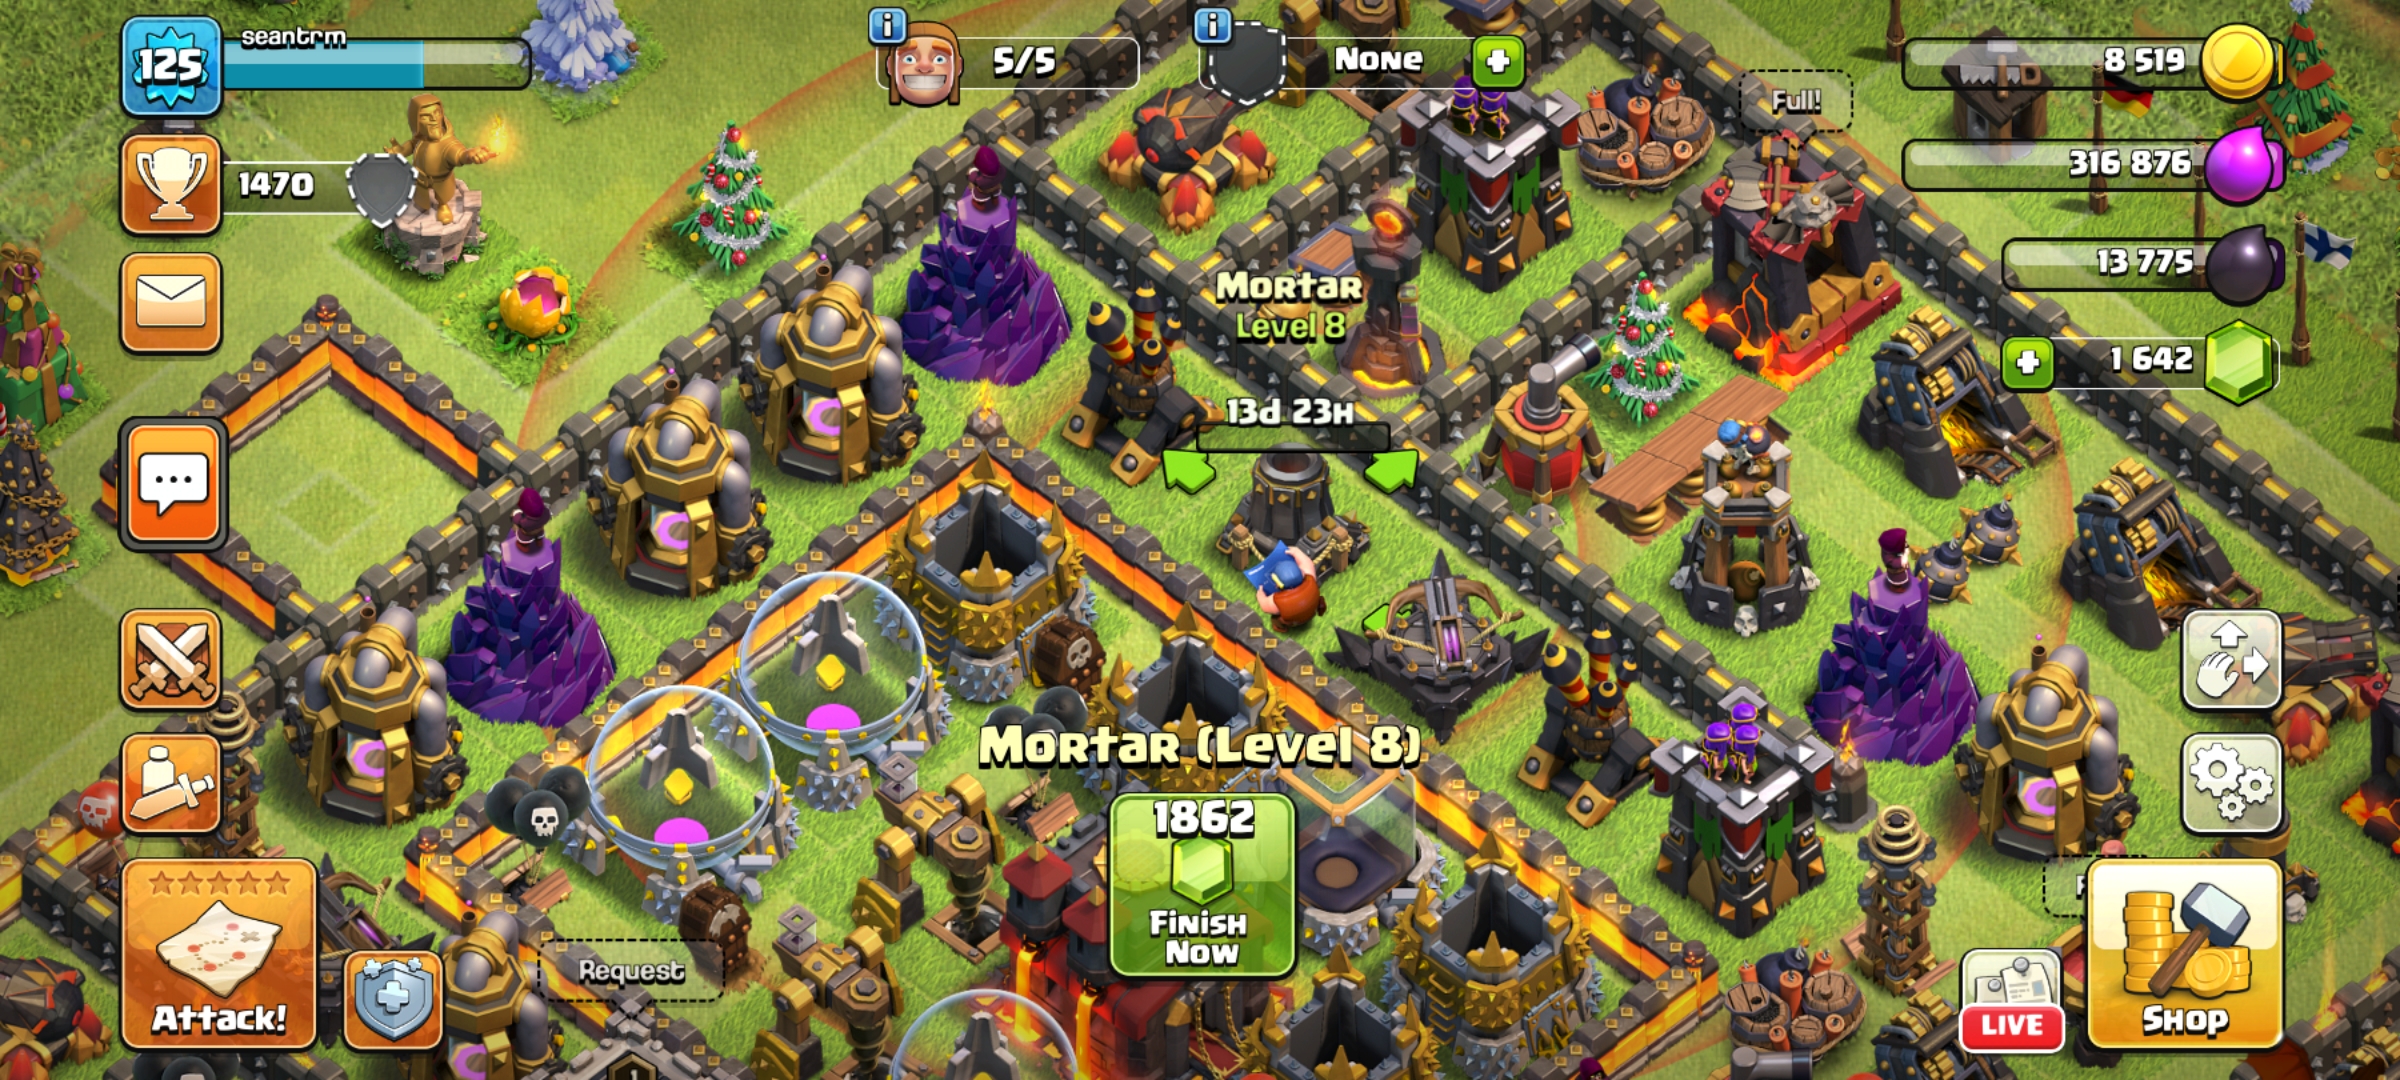 125
seantrm
5/5
None
8 519
Full!
316 876
1470
13 775
Mortar
Level 8
1 642
13d 23H
Mortar (Level 8)
1862
Finish
Now
Request
Attack!
LIVE
Shop